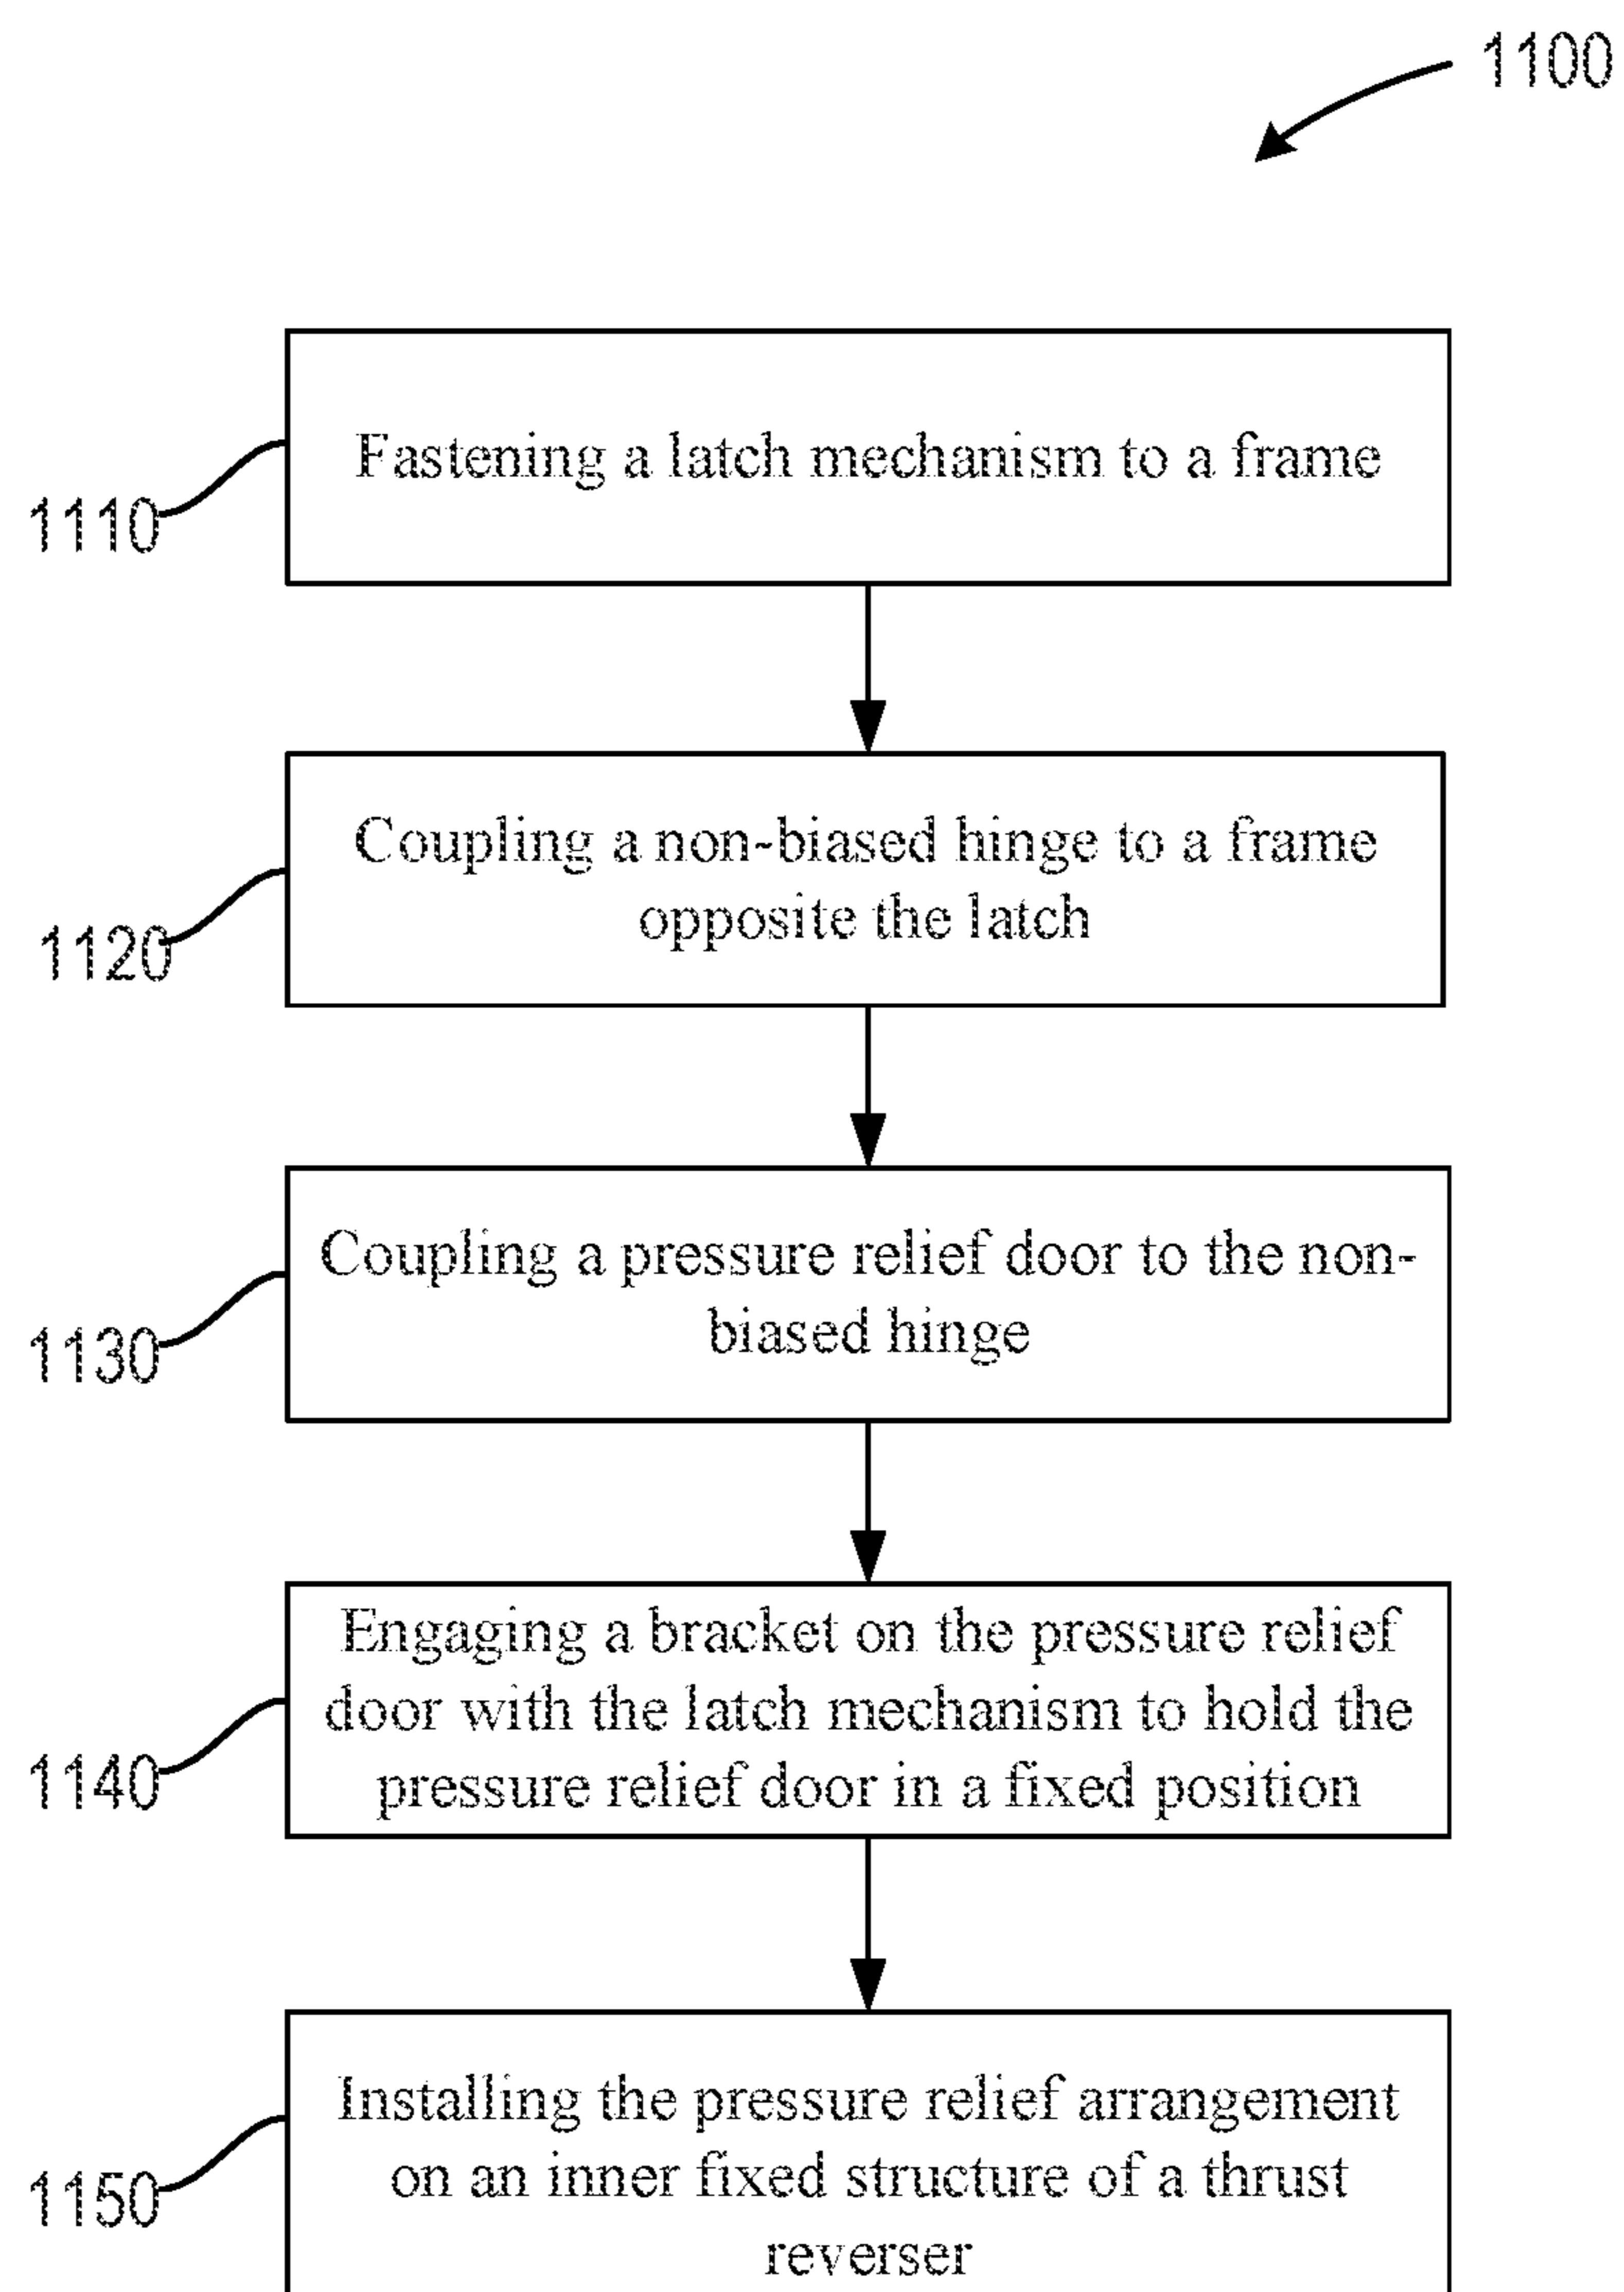 1100
Fastening a latch mechanism to a frame
1110
Coupling a non-biased hinge to a frame
opposite the latch
1120
Coupling a pressure relief door to the non-
biased hinge
1130
Engaging a bracket on the pressure relief
door with the latch mechanism to hold the
pressure relief door in a fixed position
1140
Installing the pressure relief arrangement
on an inner fixed structure of a thrust
reverser
1150